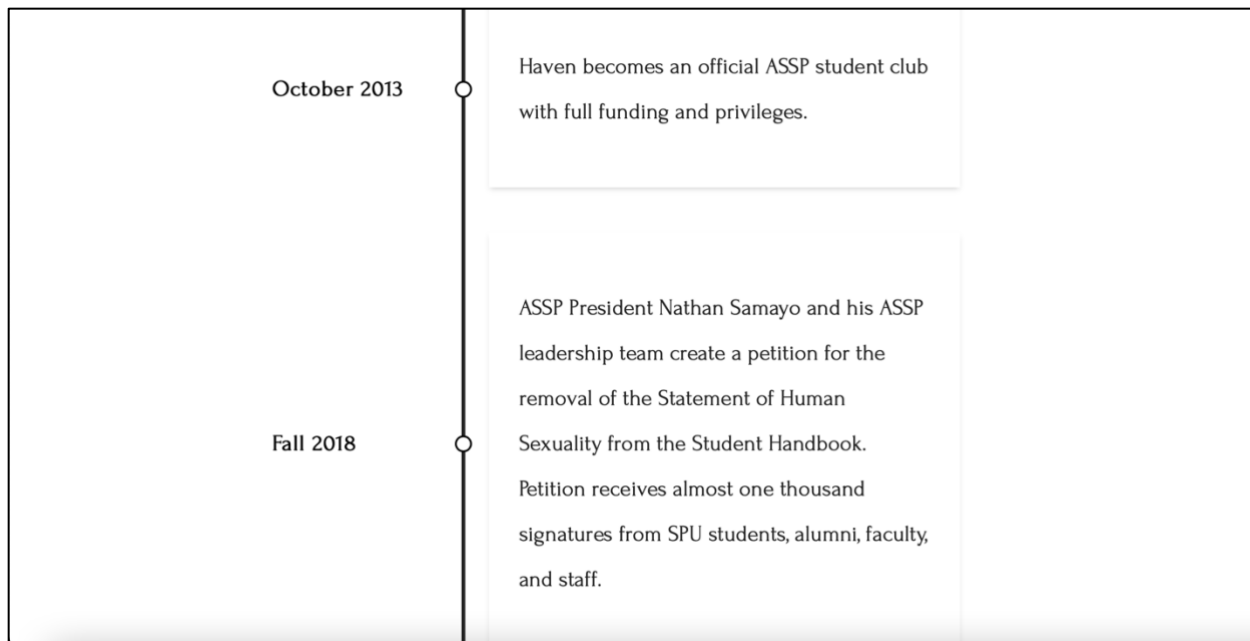 October 2013
Haven becomes an official ASSP student club
with full funding and privileges.
Fall 2018
ASSP President Nathan Samayo and his ASSP
leadership team create a petition for the
removal of the Statement of Human
Sexuality from the Student Handbook.
Petition receives almost one thousand
signatures from SPU students, alumni, faculty,
and staff.